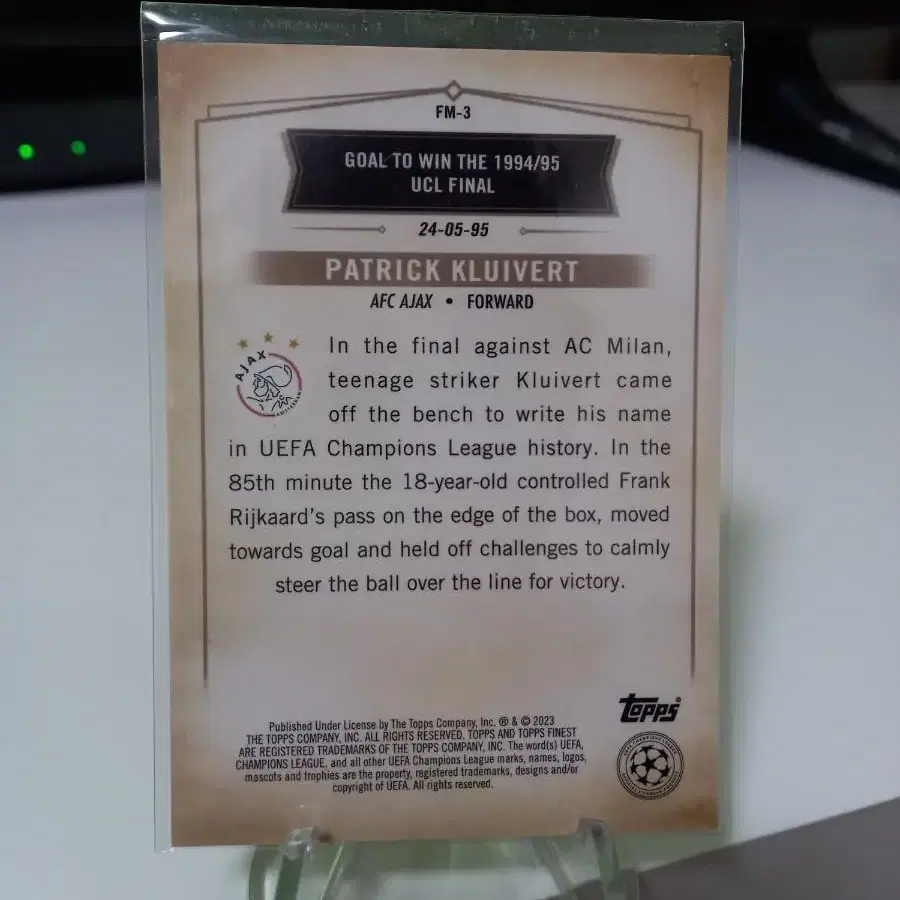 FM-3
GOAL TO WIN THE 1994/95
UCL FINAL
24-05-95
PATRICK KLUIVERT
AFC AJAX • FORWARD
AJAX
In the final against AC Milan,
teenage striker Kluivert came
off the bench to write his name
in UEFA Champions League history. In the
85th minute the 18-year-old controlled Frank
Rijkaard's pass on the edge of the box, moved
towards goal and held off challenges to calmly
steer the ball over the line for victory.
topps®
Published Under License by The Topps Company, Inc. ® & © 2023
THE TOPPS COMPANY, INC. ALL RIGHTS RESERVED. TOPPS AND TOPPS FINEST
ARE REGISTERED TRADEMARKS OF THE TOPPS COMPANY, INC. The word(s) UEFA,
CHAMPIONS LEAGUE, and all other UEFA Champions League marks, names, logos,
mascots and trophies are the property, registered trademarks, designs and/or
copyright of UEFA. All rights reserved.